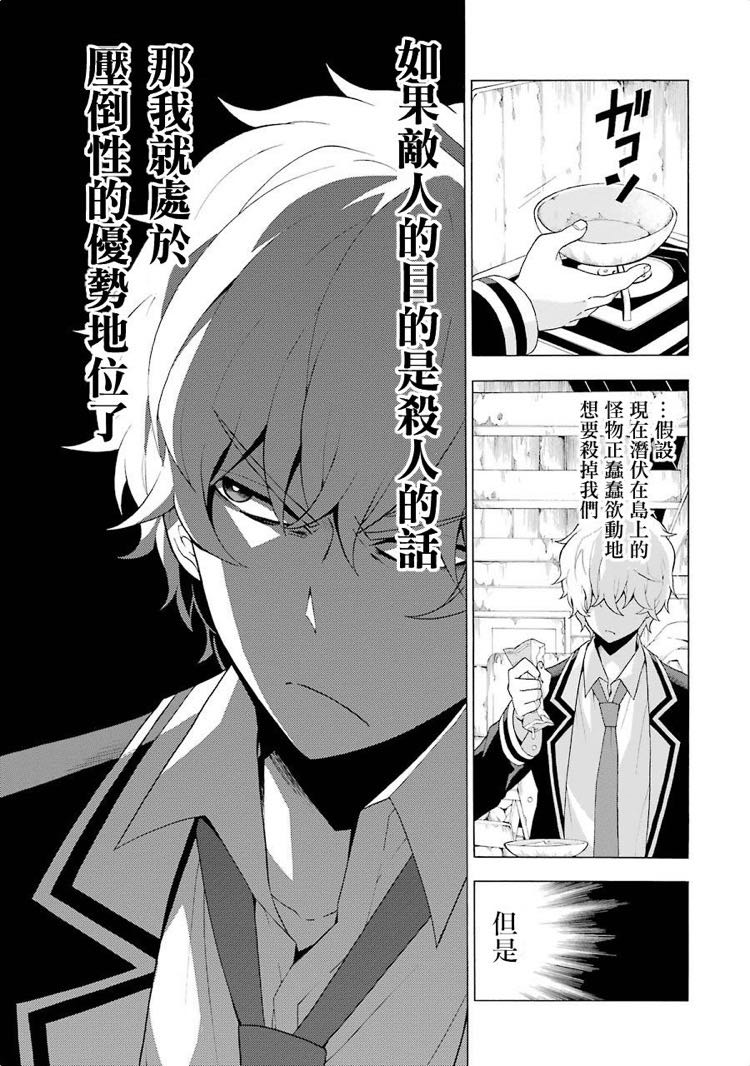 ガコン
…假設
現在潛伏在島上的
怪物正蠢蠢欲動地
想要殺掉我們
但是
如果敵人的目的是殺人的話
那我就處於
壓倒性的優勢地位了